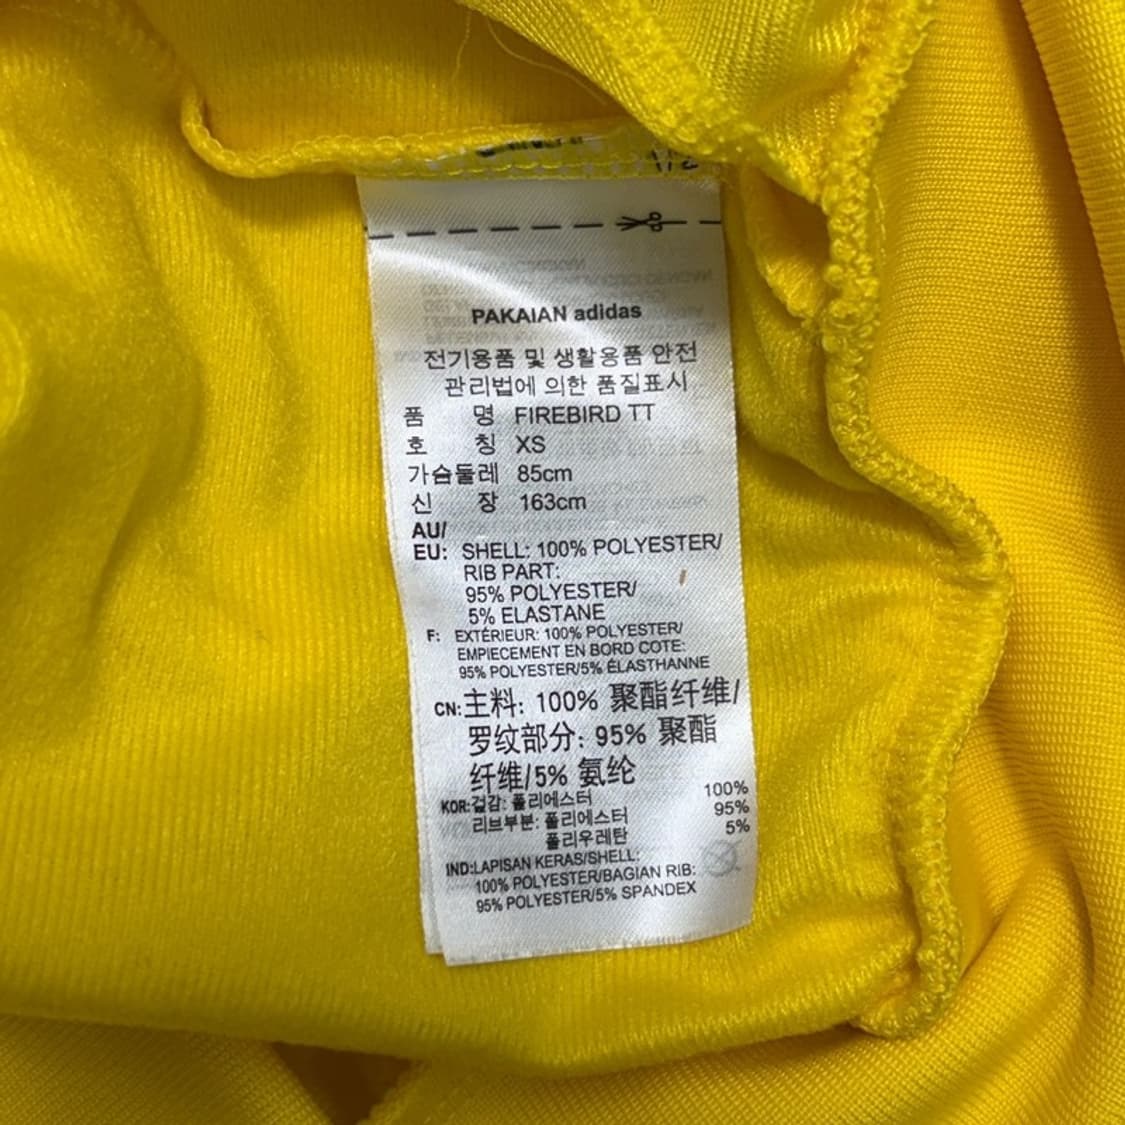 PAKAIAN adidas
전기용품 및 생활용품 안전
관리법에 의한 품질표시
품 명 FIREBIRD TT
호 칭 XS
가슴둘레 85cm
신 장 163cm
AU/
EU: SHELL: 100% POLYESTER/
RIB PART:
95% POLYESTER/
5% ELASTANE
F: EXTÉRIEUR: 100% POLYESTER/
EMPIECEMENT EN BORD COTE:
95% POLYESTER/5% ÉLASTHANNE
CN:主料: 100% 聚酯纤维/
罗纹部分: 95% 聚酯
纤维/5% 氨纶
KOR:겉감: 폴리에스터 100%
리브부분: 폴리에스터 95%
폴리우레탄 5%
IND:LAPISAN KERAS/SHELL:
100% POLYESTER/BAGIAN RIB:
95% POLYESTER/5% SPANDEX